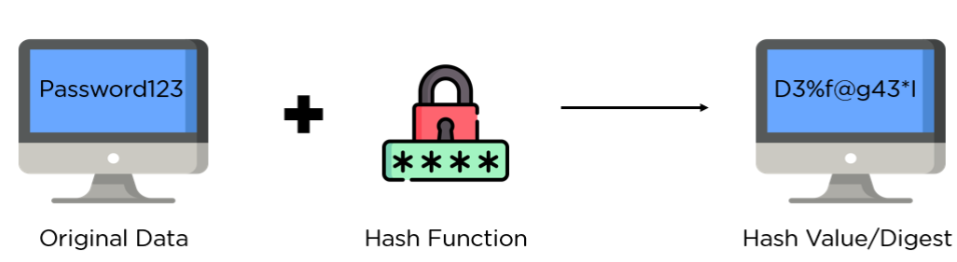 Password123
D3%f@g43*l
****
Original Data
Hash Function
Hash Value/Digest